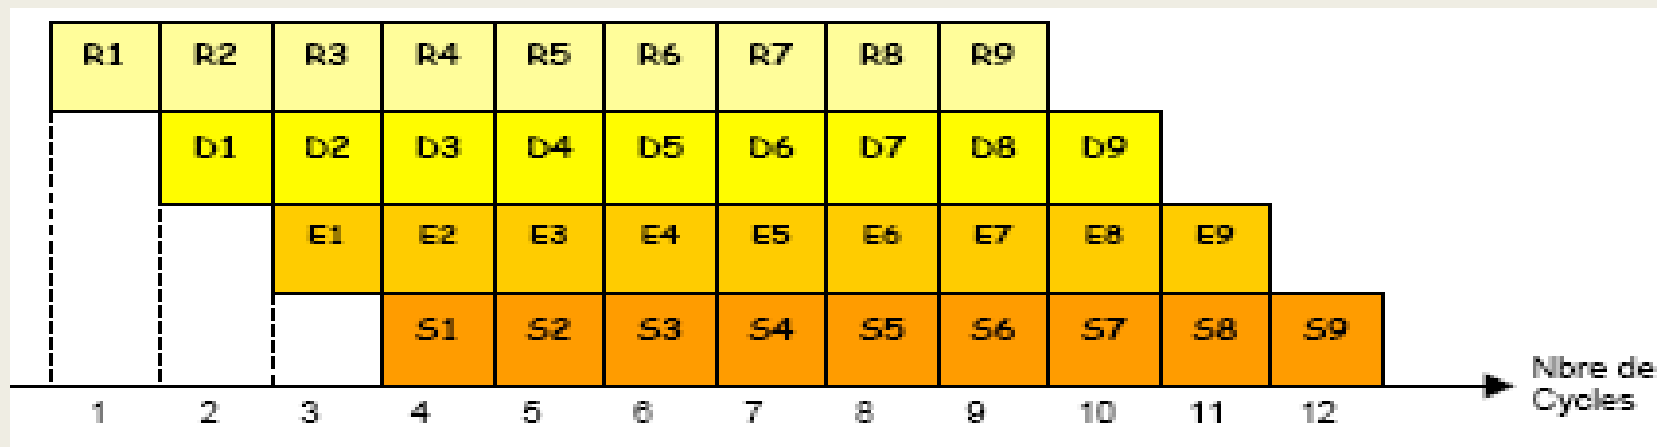 R1 R2 R3 R4 R5 R6 R7 R8 R9
D1 D2 D3 D4 D5 D6 D7 D8 D9
E1 E2 E3 E4 E5 E6 E7 E8 E9
S1 S2 S3 S4 S5 S6 S7 S8 S9
1 2 3 4 5 6 7 8 9 10 11 12
Nbre de
Cycles